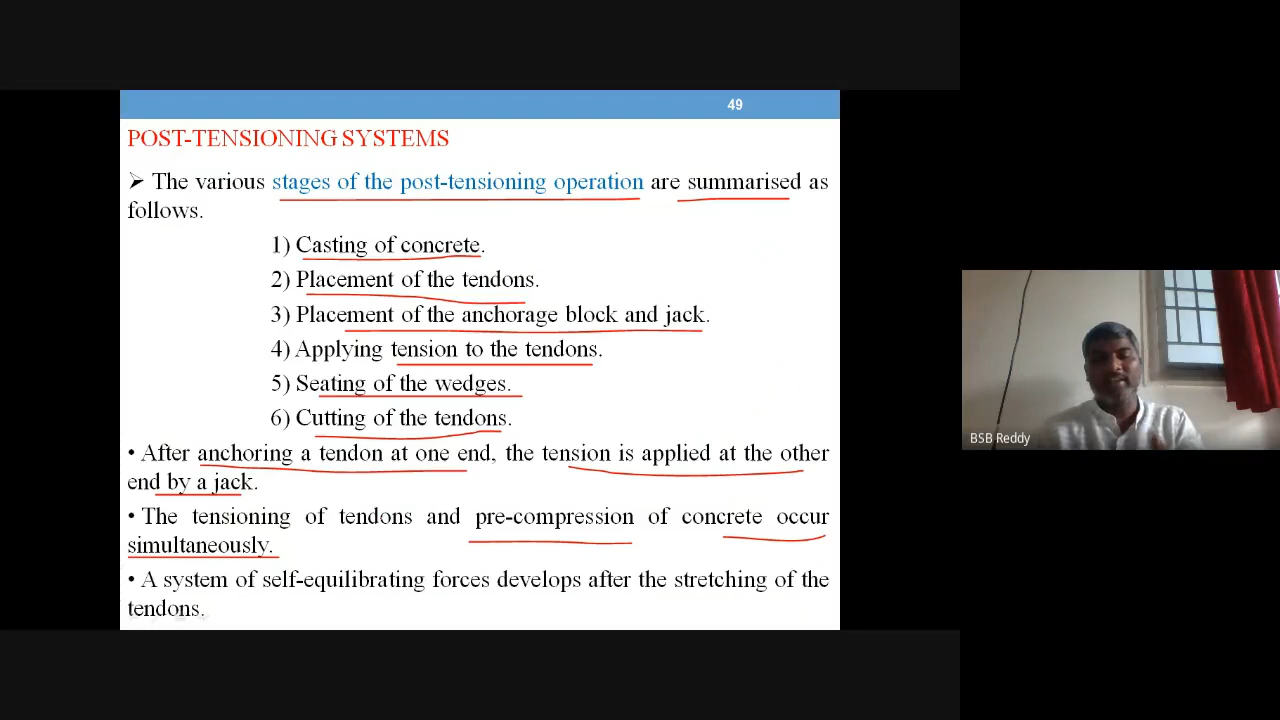 49
POST-TENSIONING SYSTEMS
➢ The various stages of the post-tensioning operation are summarised as
follows.
1) Casting of concrete.
2) Placement of the tendons.
3) Placement of the anchorage block and jack.
4) Applying tension to the tendons.
5) Seating of the wedges.
6) Cutting of the tendons.
• After anchoring a tendon at one end, the tension is applied at the other
end by a jack.
• The tensioning of tendons and pre-compression of concrete occur
simultaneously.
• A system of self-equilibrating forces develops after the stretching of the
tendons.
BSB Reddy